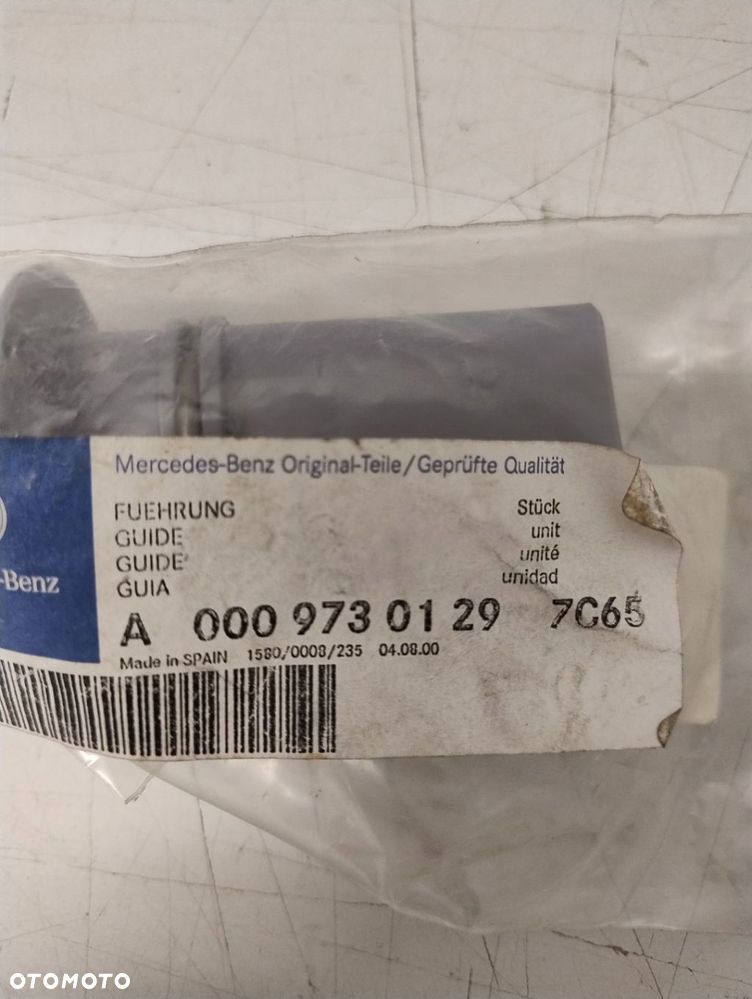 Mercedes-Benz Original-Teile/Geprüfte Qualität
FUEHRUNG Stück
GUIDE unit
GUIDE unité
GUIA unidad
-Benz
A 000 973 01 29 7C65
Made in SPAIN 1580/0008/235 04.08.00
OTOMOTO